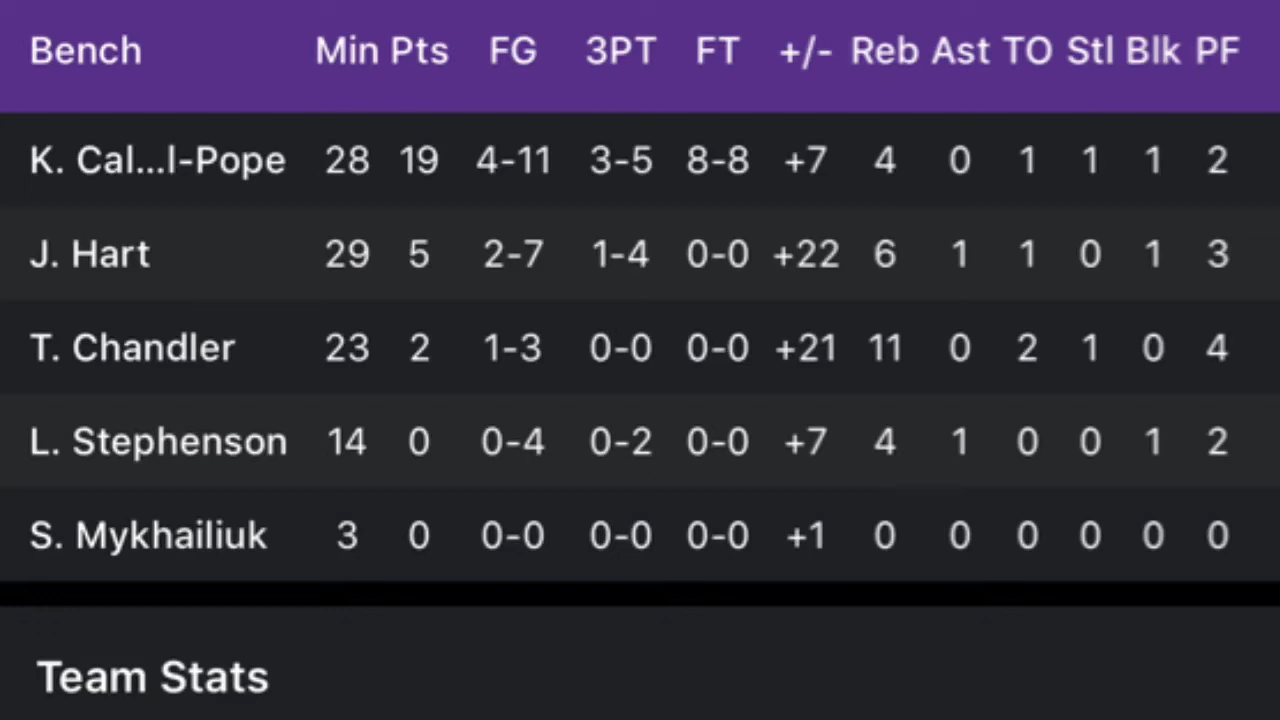 Bench Min Pts FG 3PT FT +/- Reb Ast TO Stl Blk PF
K. Cal...l-Pope 28 19 4-11 3-5 8-8 +7 4 0 1 1 1 2
J. Hart 29 5 2-7 1-4 0-0 +22 6 1 1 0 1 3
T. Chandler 23 2 1-3 0-0 0-0 +21 11 0 2 1 0 4
L. Stephenson 14 0 0-4 0-2 0-0 +7 4 1 0 0 1 2
S. Mykhailiuk 3 0 0-0 0-0 0-0 +1 0 0 0 0 0 0
Team Stats